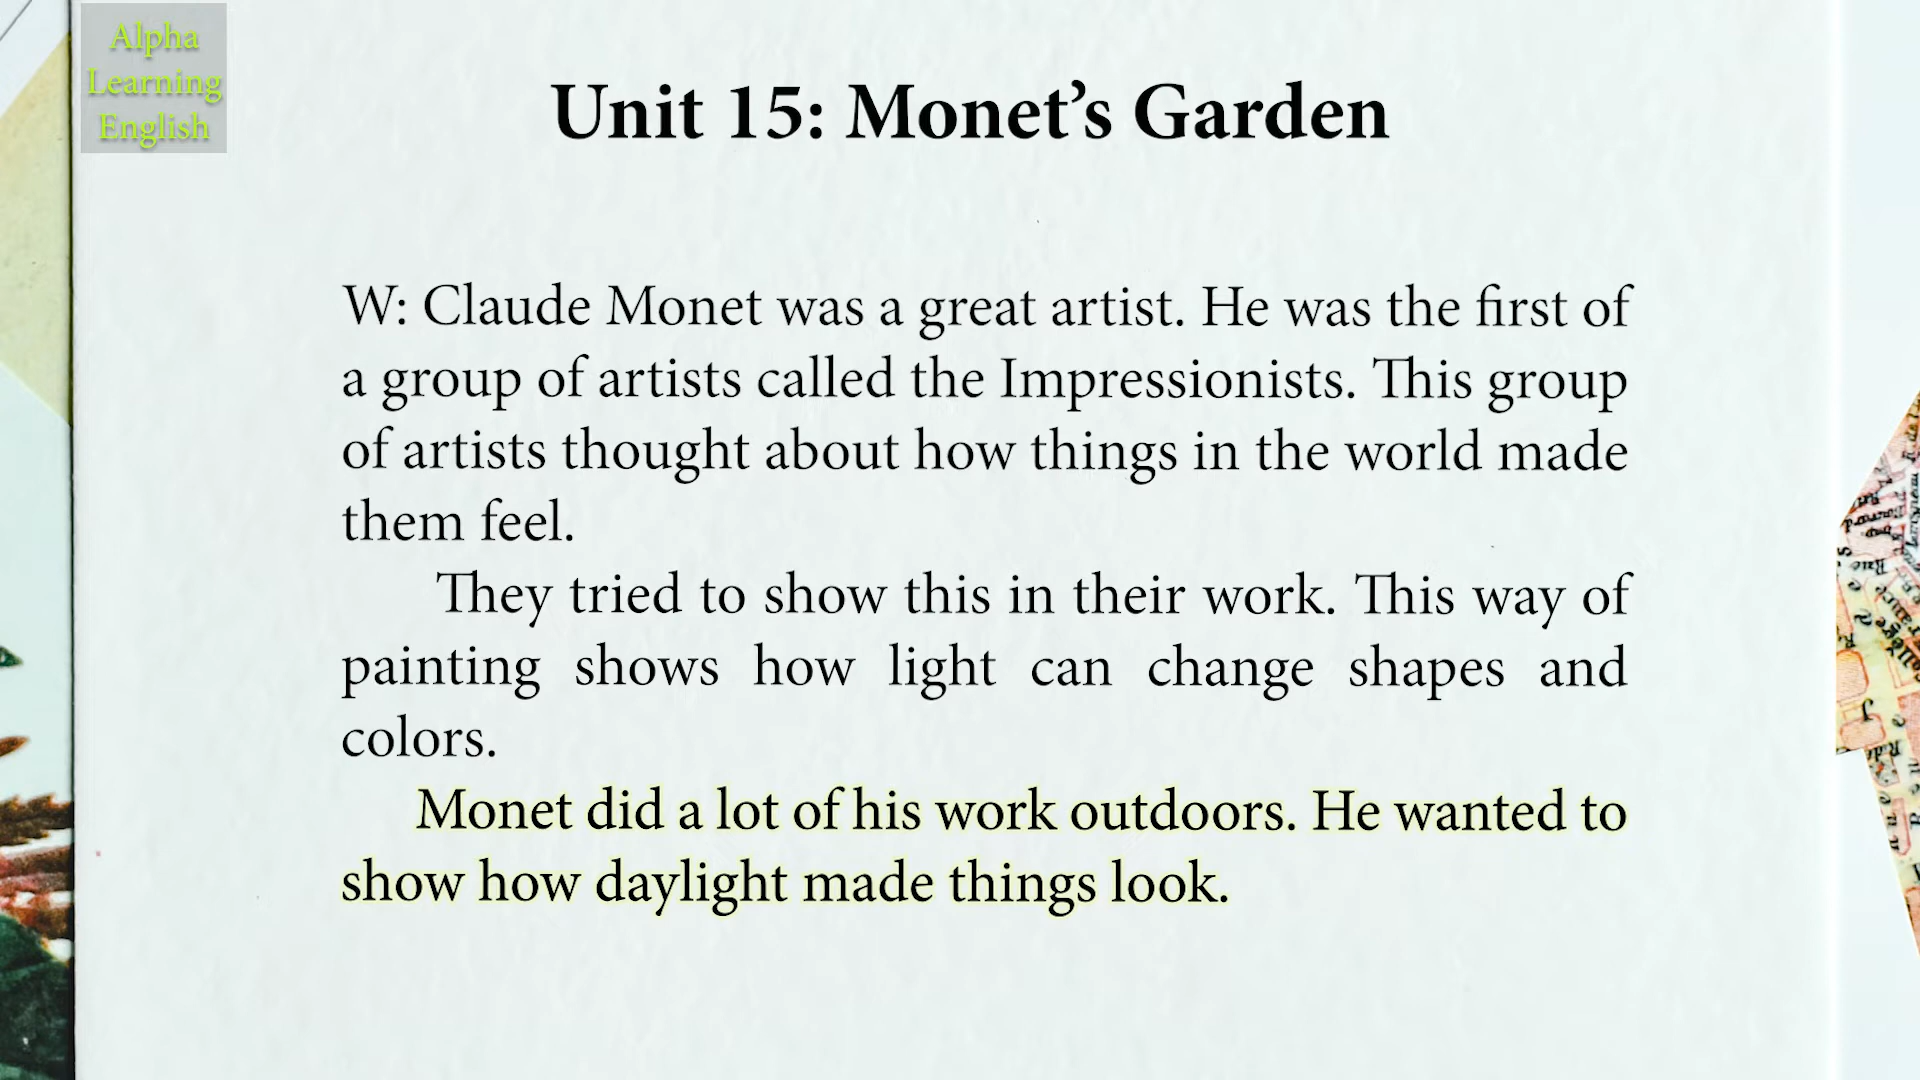 Alpha
Learning
English
Unit 15: Monet’s Garden
W: Claude Monet was a great artist. He was the first of
a group of artists called the Impressionists. This group
of artists thought about how things in the world made
them feel.
They tried to show this in their work. This way of
painting shows how light can change shapes and
colors.
Monet did a lot of his work outdoors. He wanted to
show how daylight made things look.